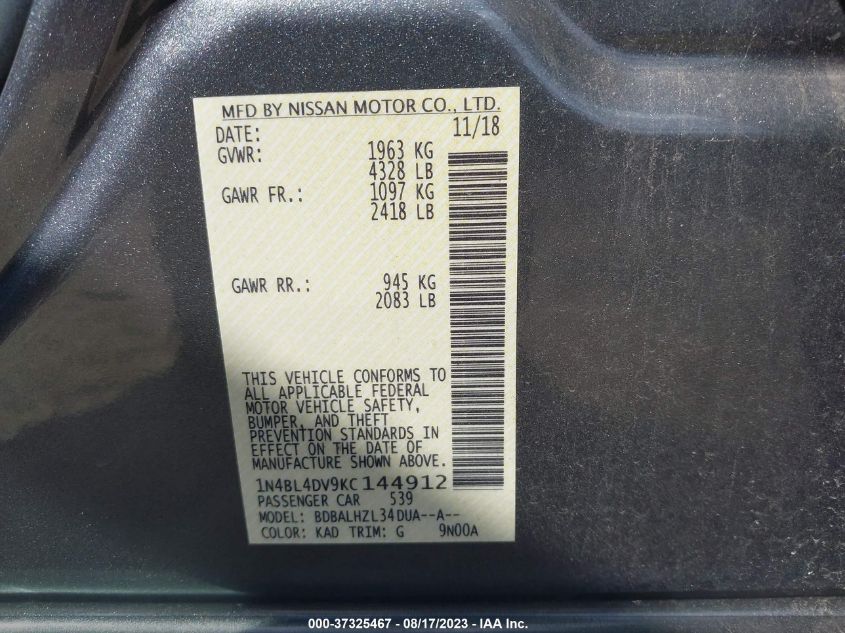 MFD BY NISSAN MOTOR CO., LTD.
DATE: 11/18
GVWR: 1963 KG
4328 LB
GAWR FR.: 1097 KG
2418 LB
GAWR RR.: 945 KG
2083 LB
THIS VEHICLE CONFORMS TO
ALL APPLICABLE FEDERAL
MOTOR VEHICLE SAFETY,
BUMPER, AND THEFT
PREVENTION STANDARDS IN
EFFECT ON THE DATE OF
MANUFACTURE SHOWN ABOVE.
1N4BL4DV9KC144912
PASSENGER CAR 539
MODEL: BDBALHZL34DUA--A--
COLOR: KAD TRIM: G 9N00A
000-37325467 - 08/17/2023 - IAA Inc.